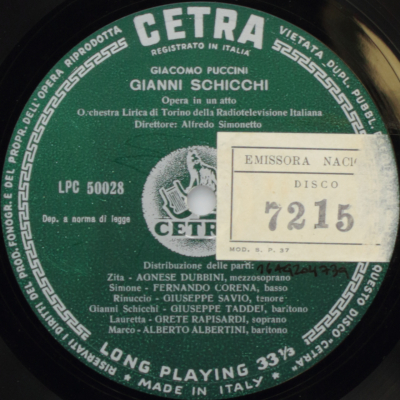 CETRA
REGISTRATO IN ITALIA
GIACOMO PUCCINI
GIANNI SCHICCHI
Opera in un atto
Orchestra Lirica di Torino della Radiotelevisione Italiana
Direttore: Alfredo Simonetto
LPC 50028
Dep. a norma di legge
CETR
EMISSORA NACI
DISCO
7215
MOD. S. P. 37
Distribuzione delle parti:
Zita - AGNESE DUBBINI, mezzosoprano
Simone - FERNANDO CORENA, basso
Rinuccio - GIUSEPPE SAVIO, tenore
Gianni Schicchi - GIUSEPPE TADDEI, baritono
Lauretta - GRETE RAPISARDI, soprano
Marco - ALBERTO ALBERTINI, baritono
LONG PLAYING 33⅓
★ MADE IN ITALY ★
RISERVATI I DIRITTI DEL PROD. FONOGR. E DEL PROPR. DELL'OPERA RIPRODOTTA
VIETATA DUPL. PUBBL.
QUESTO DISCO "CETRA"